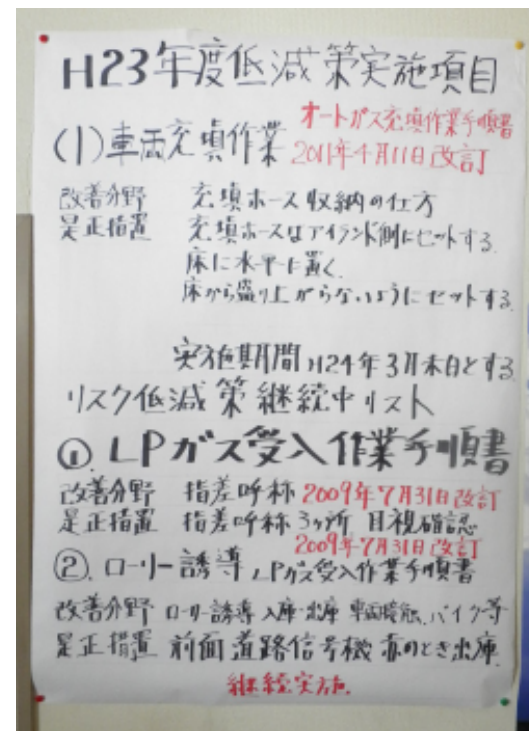 H23年度低減策実施項目
オートガス充填作業手順書
(1)車両充填作業 2011年4月11日改訂
改善分野 充填ホース収納の仕方
是正措置 充填ホースはアイランド側にセットする.
床に水平に置く.
床から盛り上がらないようにセットする.
実施期間 H24年3月末日とする
リスク低減策継続中リスト
①. LPガス受入作業手順書
改善分野 指差呼称 2009年7月31日改訂
是正措置 指差呼称 3ヶ所 目視確認
2009年7月31日改訂
②. ローリー誘導 LPガス受入作業手順書
改善分野 ローリー誘導 入庫・出庫 車両接触、バイク等
是正措置 前面道路信号機 赤のとき出庫.
継続実施.